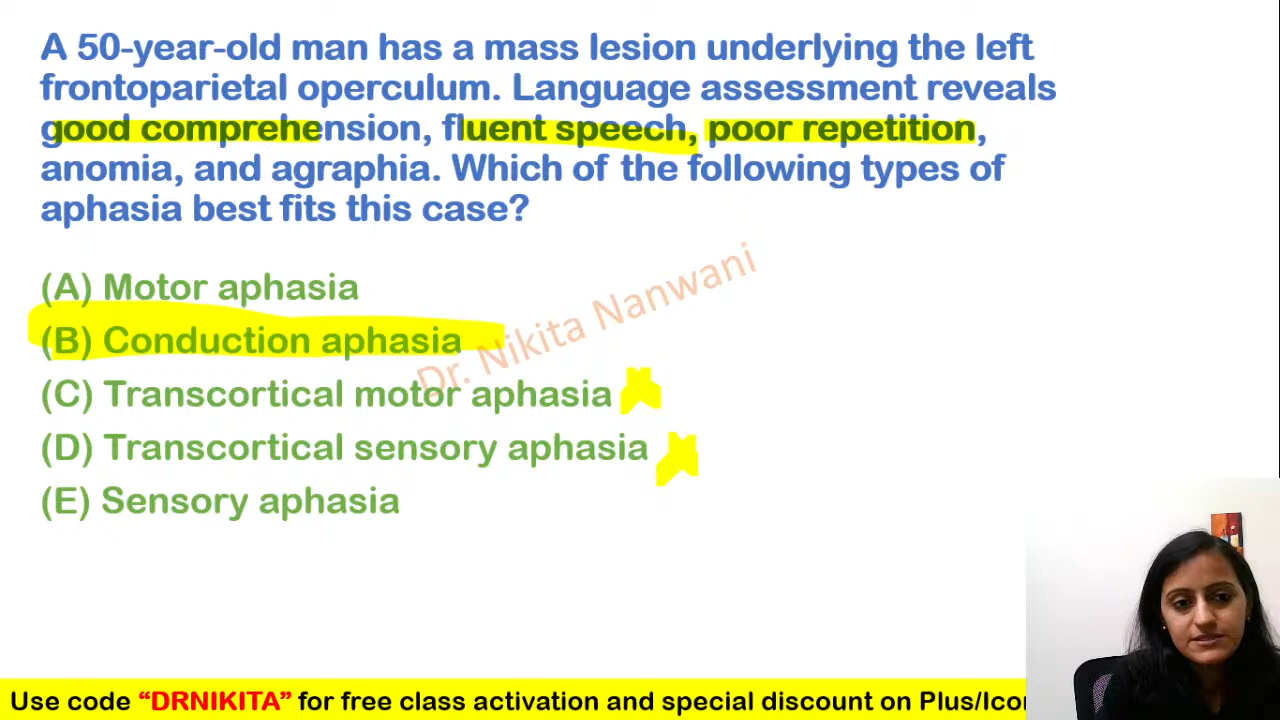 A 50-year-old man has a mass lesion underlying the left
frontoparietal operculum. Language assessment reveals
good comprehension, fluent speech, poor repetition,
anomia, and agraphia. Which of the following types of
aphasia best fits this case?
(A) Motor aphasia
(B) Conduction aphasia
(C) Transcortical motor aphasia
(D) Transcortical sensory aphasia
(E) Sensory aphasia
Dr. Nikita Nanwani
Use code “DRNIKITA” for free class activation and special discount on Plus/Icon